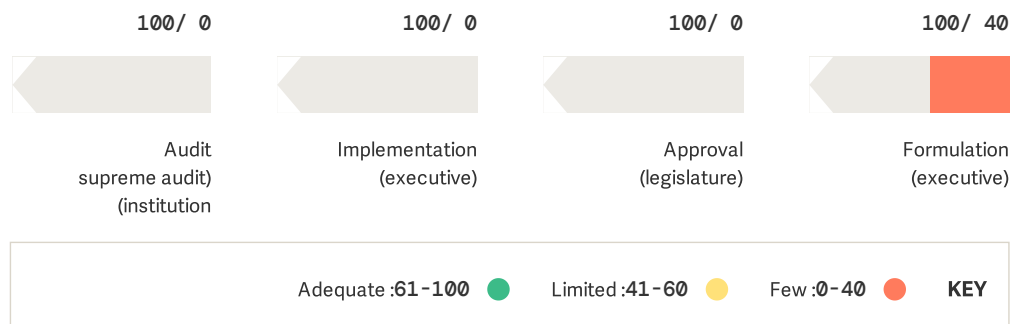 100/ 0
100/ 0
100/ 0
100/ 40
Audit
supreme audit)
(institution
Implementation
(executive)
Approval
(legislature)
Formulation
(executive)
Adequate :61-100
Limited :41-60
Few :0-40
KEY